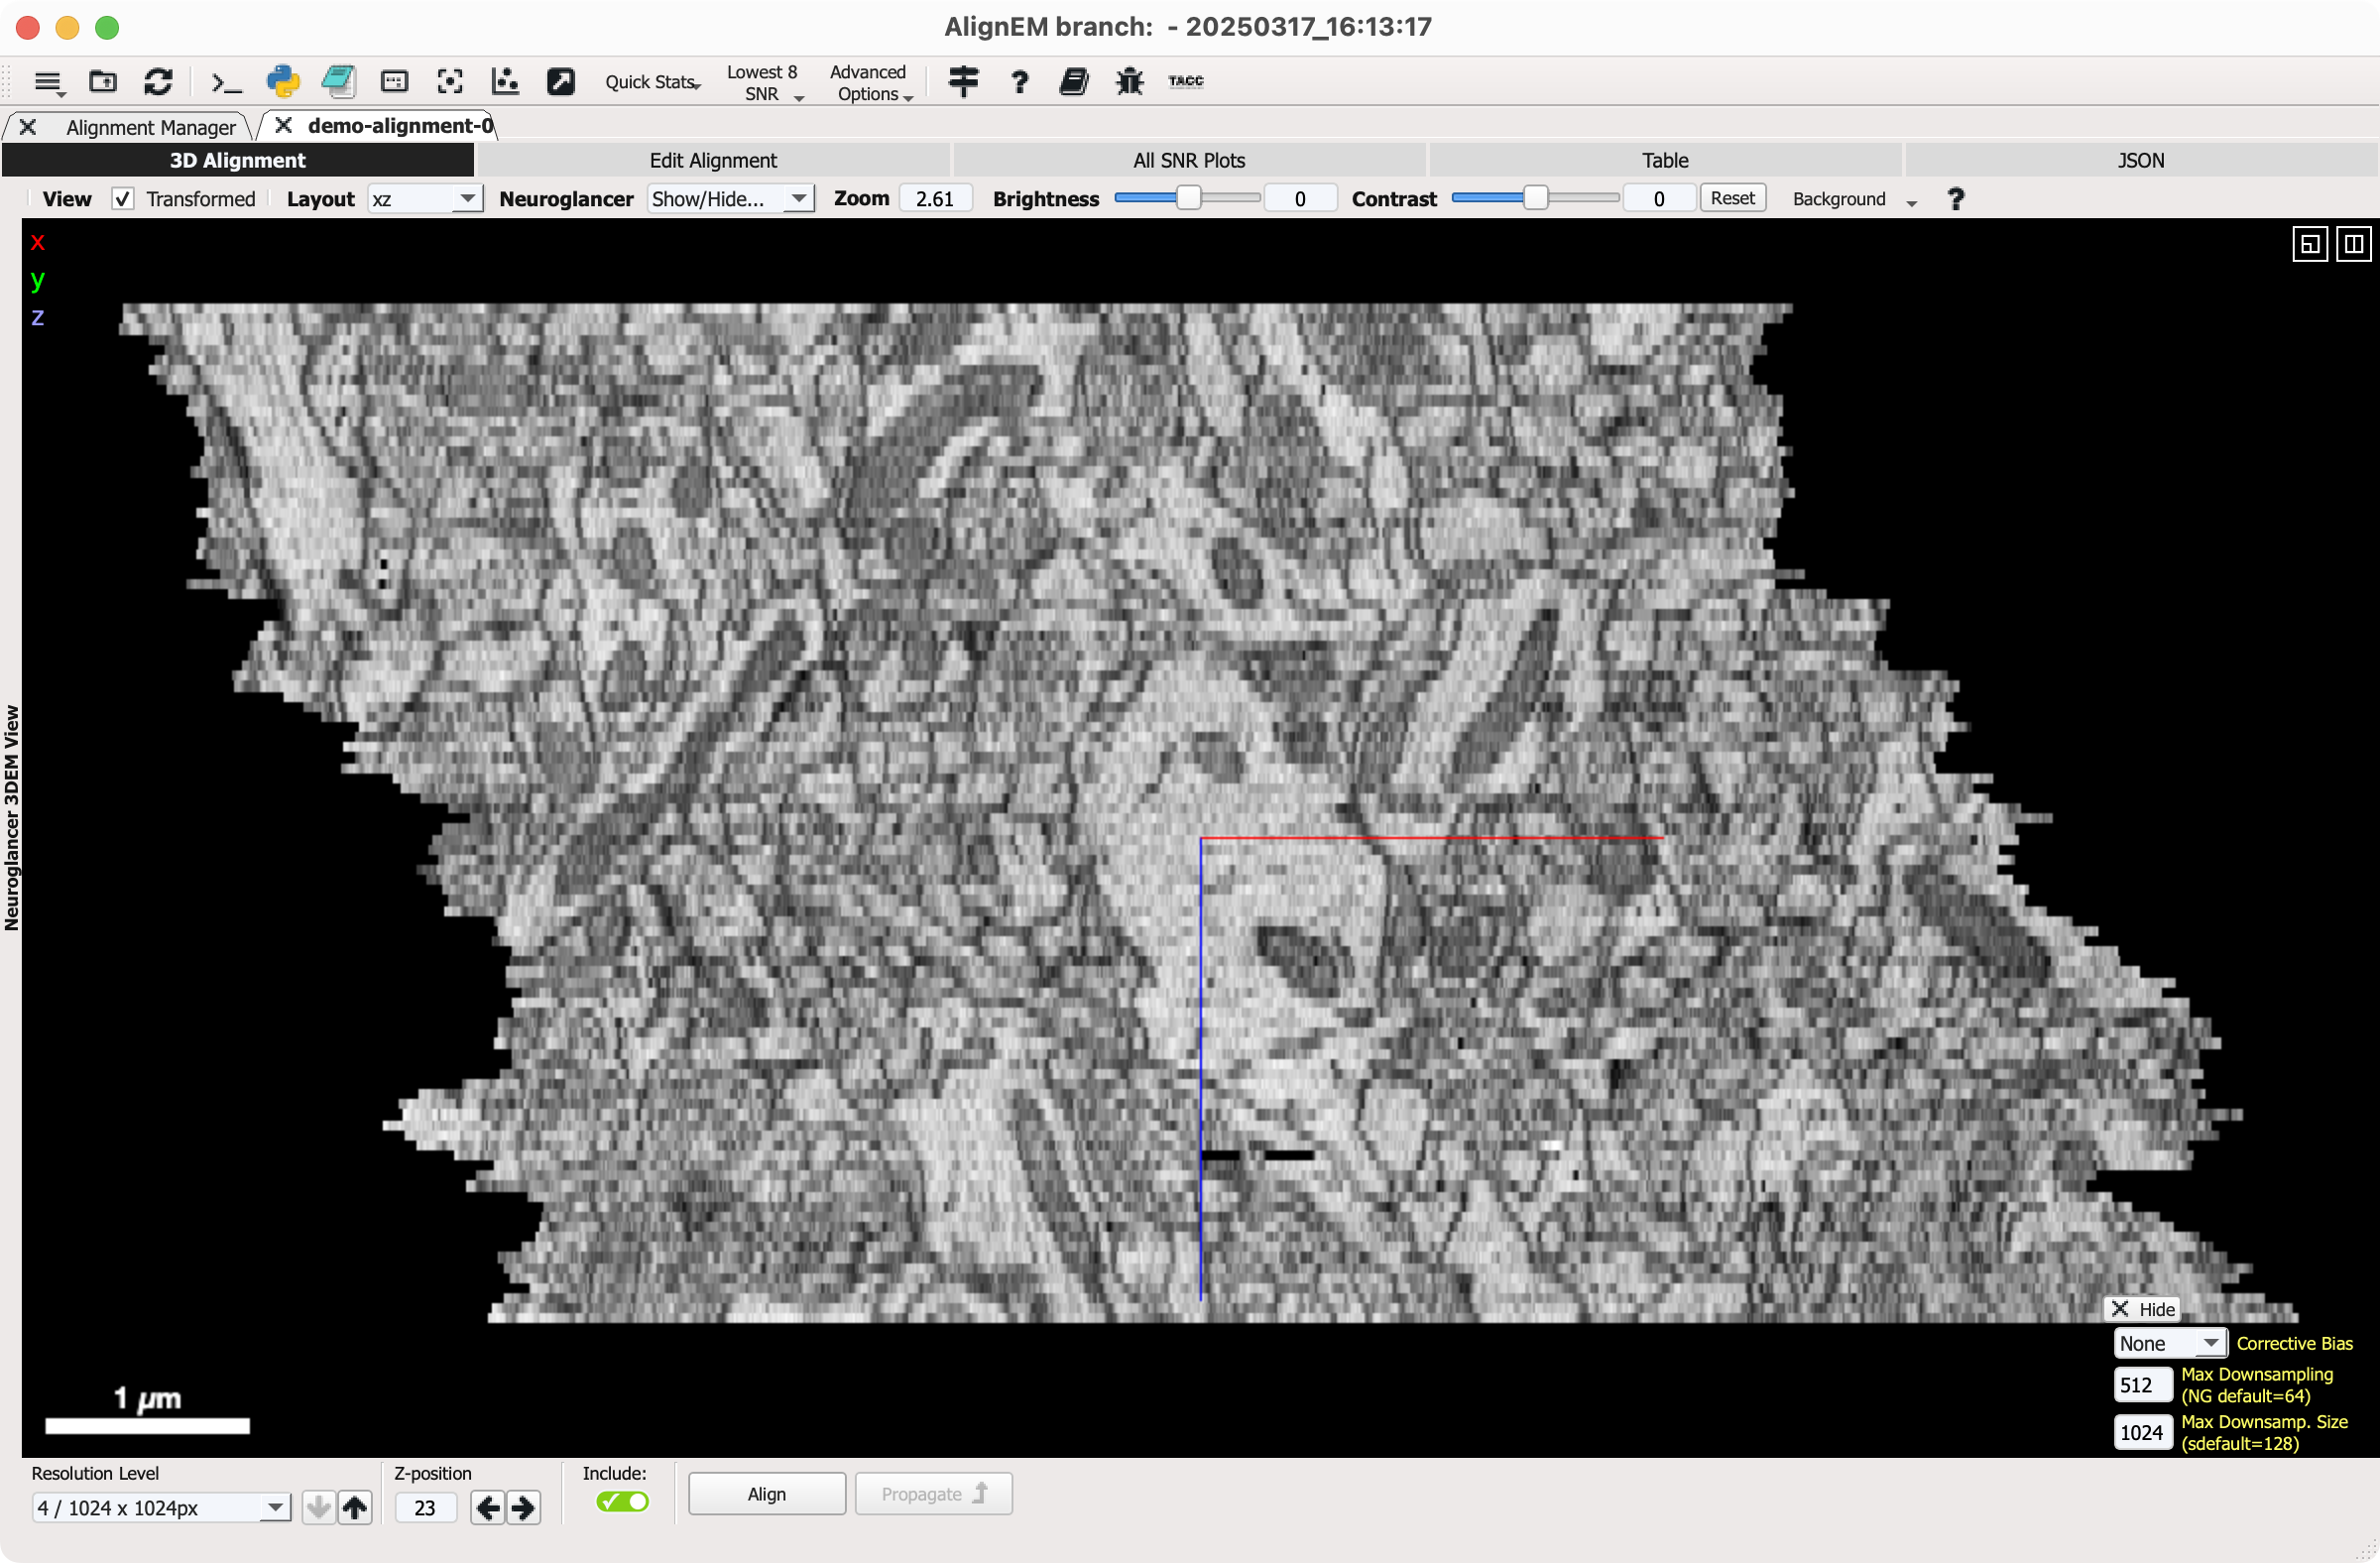 AlignEM branch:  - 20250317_16:13:17
Quick Stats
Lowest 8
SNR
Advanced
Options
?
TACC
Alignment Manager
demo-alignment-0
3D Alignment
Edit Alignment
All SNR Plots
Table
JSON
View
Transformed
Layout
xz
Neuroglancer
Show/Hide...
Zoom
2.61
Brightness
0
Contrast
0
Reset
Background
?
x
y
z
Neuroglancer 3DEM View
Hide
None
Corrective Bias
512
Max Downsampling
(NG default=64)
1024
Max Downsamp. Size
(sdefault=128)
1 µm
Resolution Level
4 / 1024 x 1024px
Z-position
23
Include:
Align
Propagate